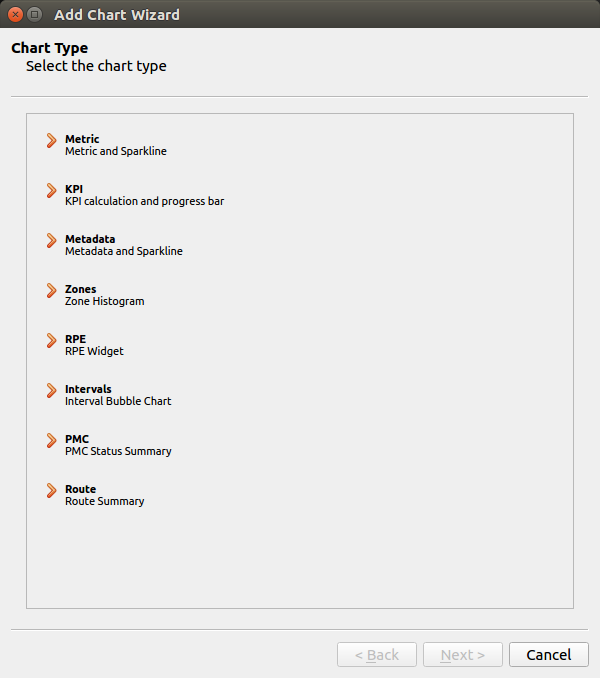 Add Chart Wizard
Chart Type
Select the chart type
Metric
Metric and Sparkline
KPI
KPI calculation and progress bar
Metadata
Metadata and Sparkline
Zones
Zone Histogram
RPE
RPE Widget
Intervals
Interval Bubble Chart
PMC
PMC Status Summary
Route
Route Summary
< Back Next > Cancel